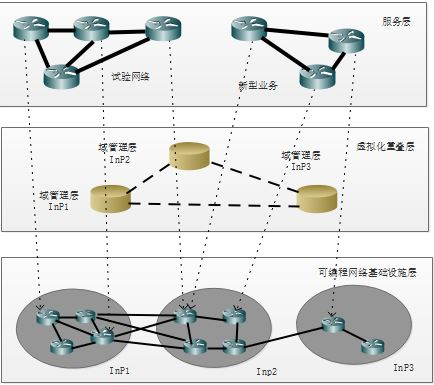 服务层
试验网络
新型业务
域管理层
InP2
虚拟化重叠层
域管理层
InP3
域管理层
InP1
可编程网络基础设施层
InP1
Inp2
InP3